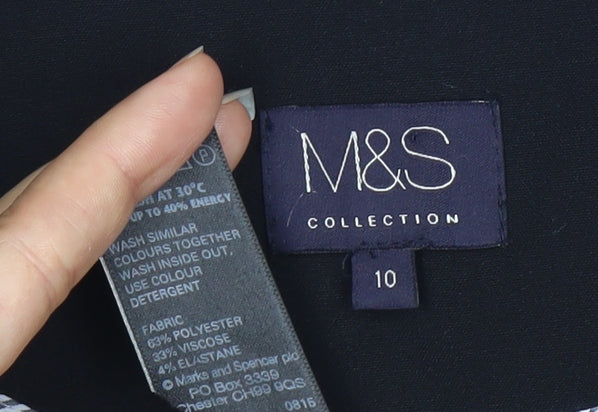 M&S
COLLECTION
10
AT 30°C
UP TO 40% ENERGY
WASH SIMILAR
COLOURS TOGETHER
WASH INSIDE OUT,
USE COLOUR
DETERGENT
FABRIC
63% POLYESTER
33% VISCOSE
4% ELASTANE
© Marks and Spencer plc
PO Box 3339
Chester CH99 9QS
0815